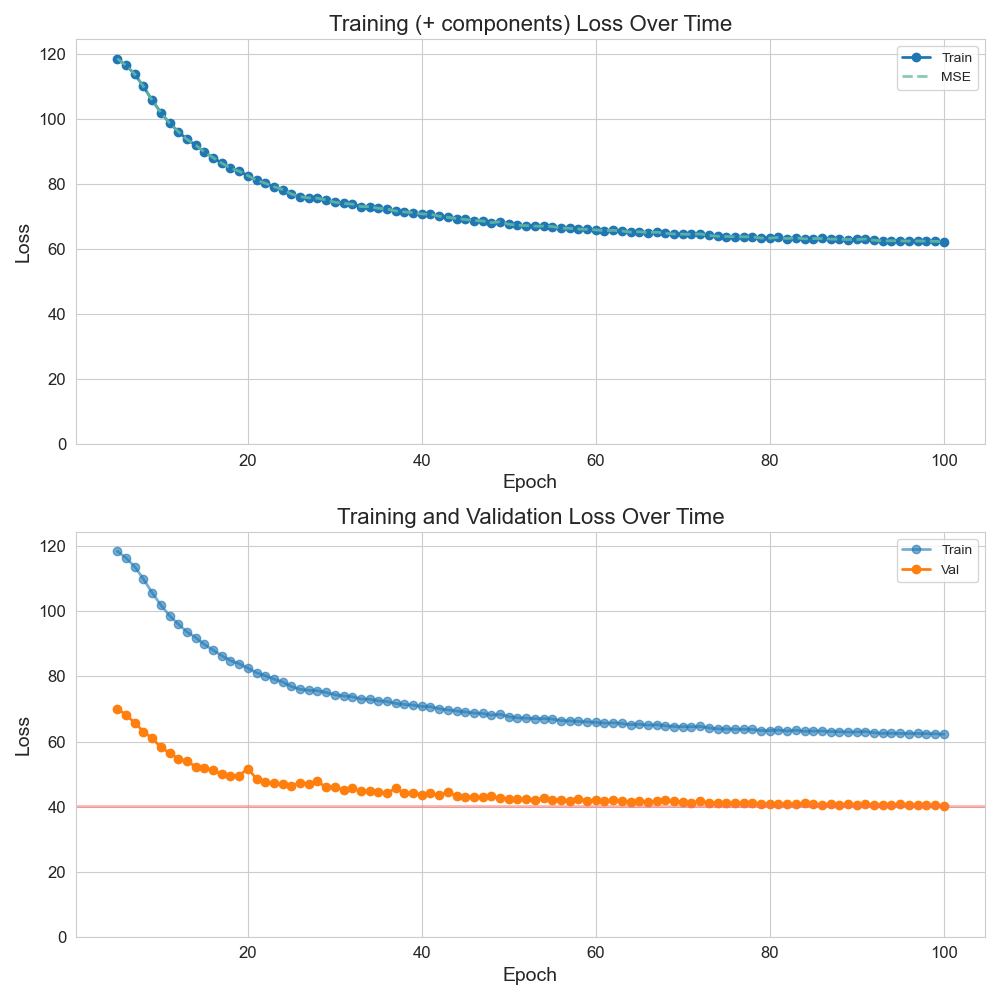 Training (+ components) Loss Over Time
Train
MSE
120
100
80
60
40
20
0
Loss
20 40 60 80 100
Epoch
Training and Validation Loss Over Time
Train
Val
120
100
80
60
40
20
0
Loss
20 40 60 80 100
Epoch